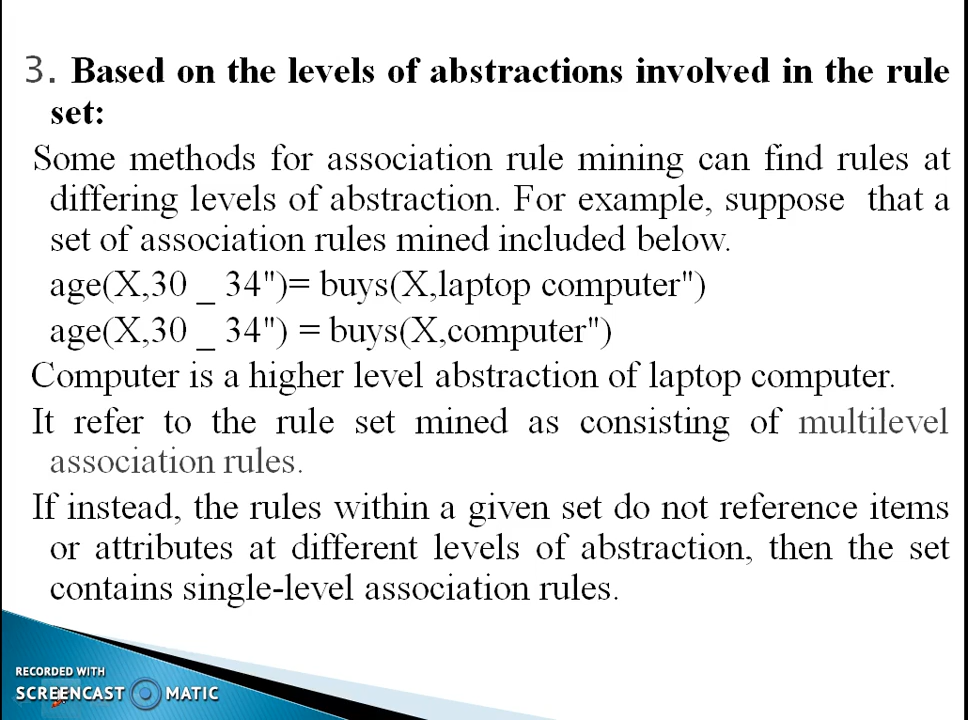 3. Based on the levels of abstractions involved in the rule
set:
Some methods for association rule mining can find rules at
differing levels of abstraction. For example, suppose that a
set of association rules mined included below.
age(X,30 _ 34")= buys(X,laptop computer")
age(X,30 _ 34") = buys(X,computer")
Computer is a higher level abstraction of laptop computer.
It refer to the rule set mined as consisting of multilevel
association rules.
If instead, the rules within a given set do not reference items
or attributes at different levels of abstraction, then the set
contains single-level association rules.
RECORDED WITH
SCREENCAST MATIC